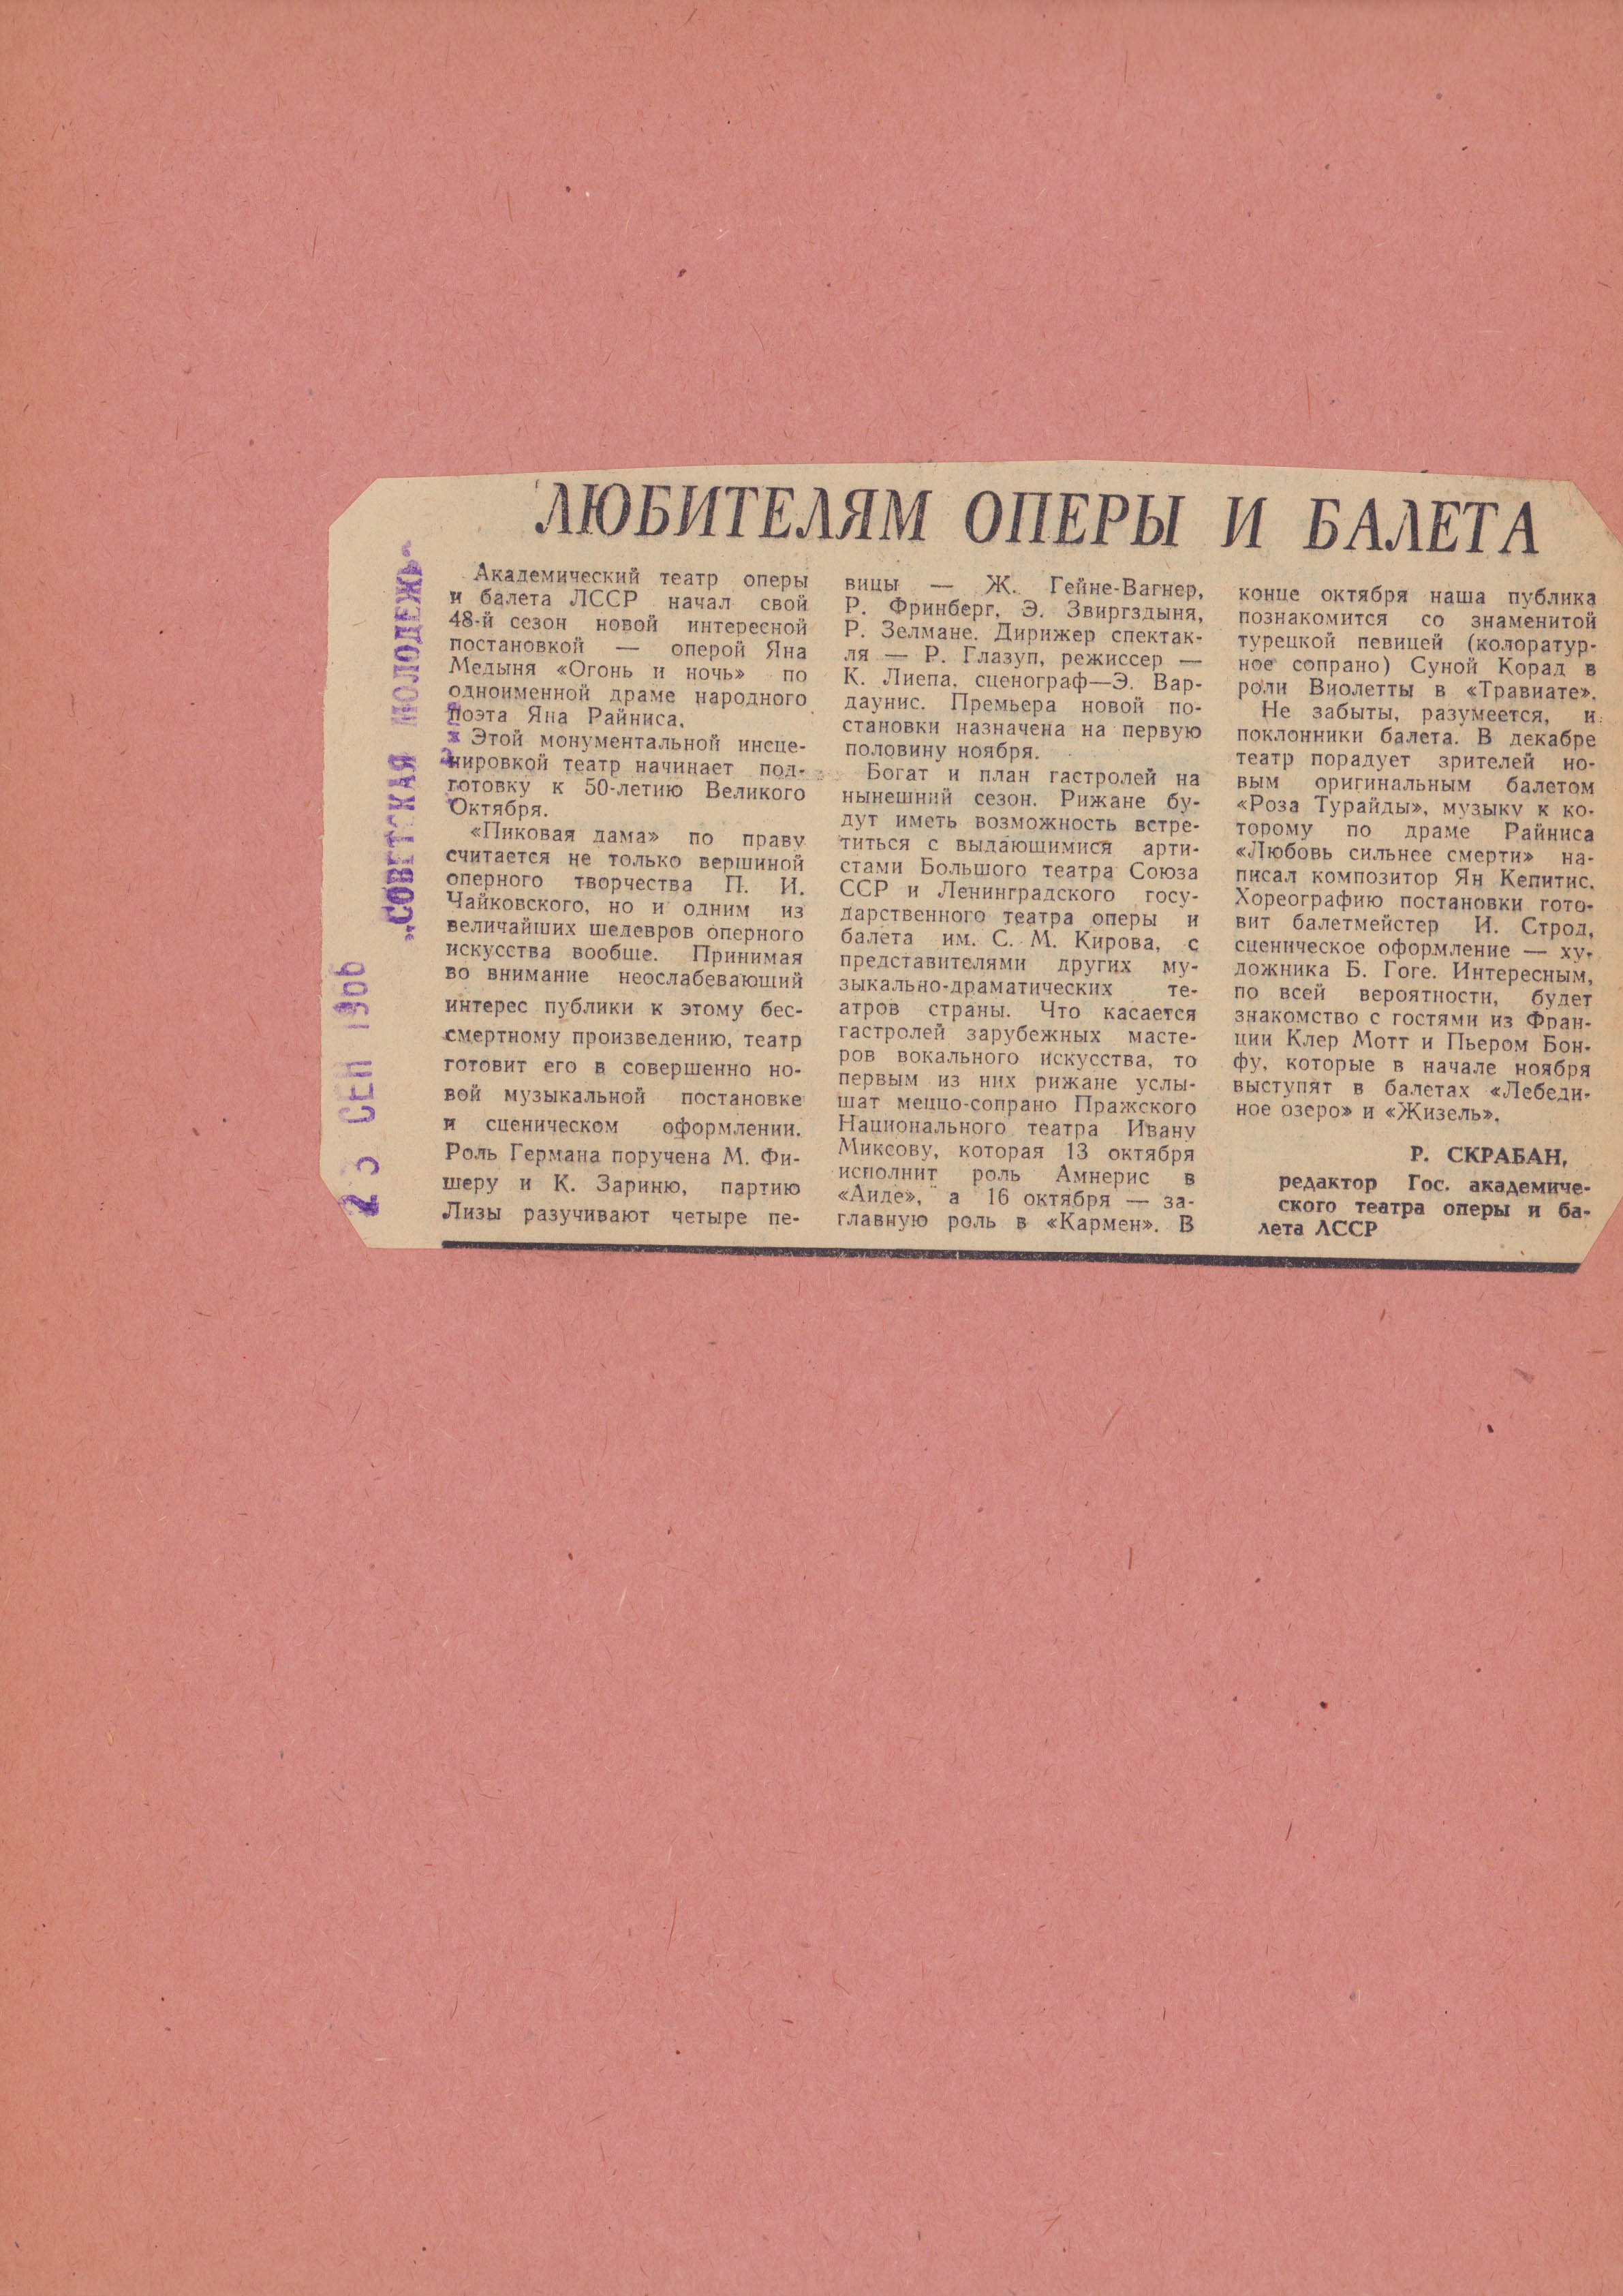 ЛЮБИТЕЛЯМ ОПЕРЫ И БАЛЕТА
Академический театр оперы
и балета ЛССР начал свой
48-й сезон новой интересной
постановкой — оперой Яна
Медыня «Огонь и ночь» по
одноименной драме народного
поэта Яна Райниса.
Этой монументальной инсце-
нировкой театр начинает под-
готовку к 50-летию Великого
Октября.
«Пиковая дама» по праву
считается не только вершиной
оперного творчества П. И.
Чайковского, но и одним из
величайших шедевров оперного
искусства вообще. Принимая
во внимание неослабевающий
интерес публики к этому бес-
смертному произведению, театр
готовит его в совершенно но-
вой музыкальной постановке
и сценическом оформлении.
Роль Германа поручена М. Фи-
шеру и К. Зариню, партию
Лизы разучивают четыре пе-
вицы — Ж. Гейне-Вагнер,
Р. Фринберг, Э. Звиргздыня,
Р. Зелмане. Дирижер спектак-
ля — Р. Глазуп, режиссер —
К. Лиепа, сценограф—Э. Вар-
даунис. Премьера новой по-
становки назначена на первую
половину ноября.
Богат и план гастролей на
нынешний сезон. Рижане бу-
дут иметь возможность встре-
титься с выдающимися арти-
стами Большого театра Союза
ССР и Ленинградского госу-
дарственного театра оперы и
балета им. С. М. Кирова, с
представителями других му-
зыкально-драматических те-
атров страны. Что касается
гастролей зарубежных масте-
ров вокального искусства, то
первым из них рижане услы-
шат меццо-сопрано Пражского
Национального театра Ивану
Миксову, которая 13 октября
исполнит роль Амнерис в
«Аиде», а 16 октября — за-
главную роль в «Кармен». В
конце октября наша публика
познакомится со знаменитой
турецкой певицей (колоратур-
ное сопрано) Суной Корад в
роли Виолетты в «Травиате».
Не забыты, разумеется, и
поклонники балета. В декабре
театр порадует зрителей но-
вым оригинальным балетом
«Роза Турайды», музыку к ко-
торому по драме Райниса
«Любовь сильнее смерти» на-
писал композитор Ян Кепитис.
Хореографию постановки гото-
вит балетмейстер И. Строд,
сценическое оформление — ху-
дожника Б. Гоге. Интересным,
по всей вероятности, будет
знакомство с гостями из Фран-
ции Клер Мотт и Пьером Бон-
фу, которые в начале ноября
выступят в балетах «Лебеди-
ное озеро» и «Жизель».
Р. СКРАБАН,
редактор Гос. академиче-
ского театра оперы и ба-
лета ЛССР
„СОВЕТСКАЯ МОЛОДЕЖЬ"
СЕН 1966